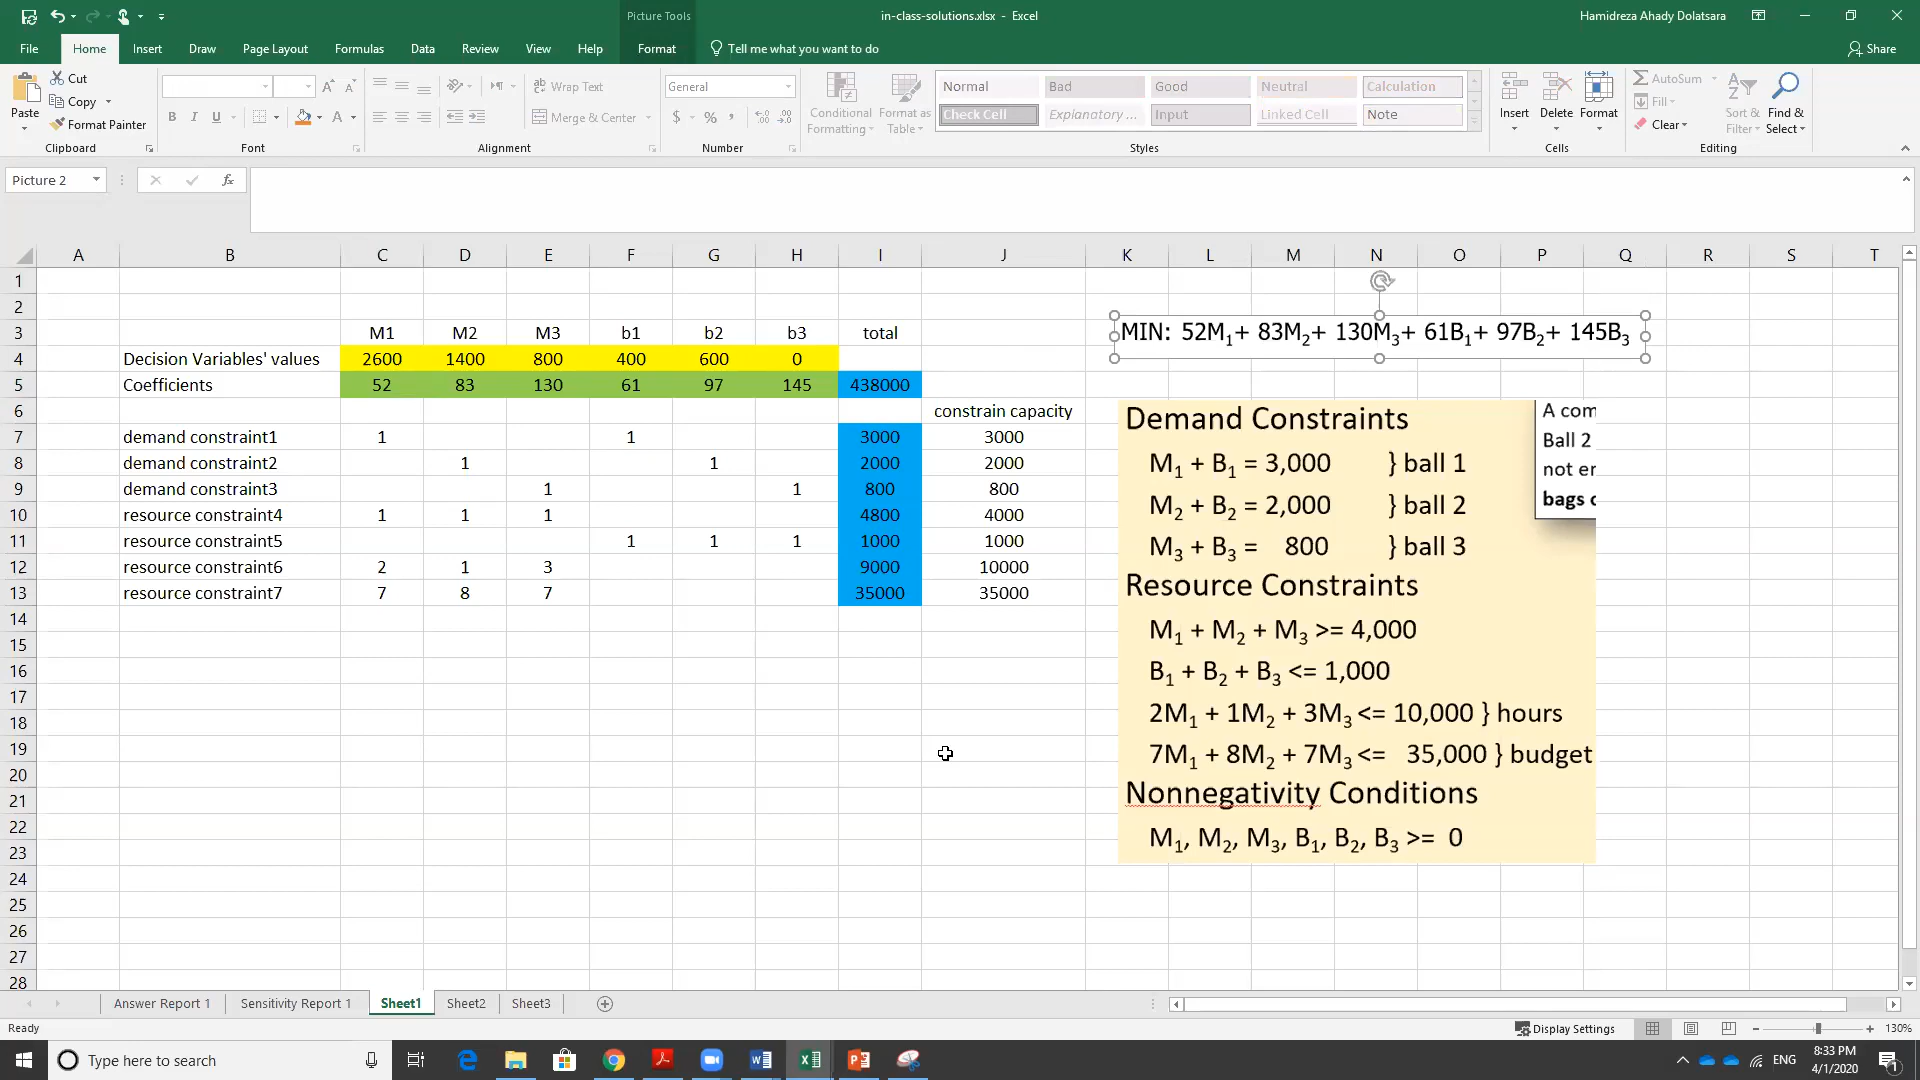 Picture Tools
in-class-solutions.xlsx - Excel
Hamidreza Ahady Dolatsara
File Home Insert Draw Page Layout Formulas Data Review View Help Format Tell me what you want to do Share
Cut
Copy
Format Painter
Paste
Clipboard
Font
Wrap Text
Merge & Center
Alignment
General
Number
Conditional Formatting
Format as Table
Normal Bad Good Neutral Calculation
Check Cell Explanatory ... Input Linked Cell Note
Styles
Insert Delete Format
Cells
AutoSum
Fill
Clear
Sort & Filter
Find & Select
Editing
Picture 2
fx
A B C D E F G H I J K L M N O P Q R S T
1
2
3 M1 M2 M3 b1 b2 b3 total
MIN: 52M₁+ 83M₂+ 130M₃+ 61B₁+ 97B₂+ 145B₃
4 Decision Variables' values 2600 1400 800 400 600 0
5 Coefficients 52 83 130 61 97 145 438000
6 constrain capacity
7 demand constraint1 1 1 3000 3000
8 demand constraint2 1 1 2000 2000
9 demand constraint3 1 1 800 800
10 resource constraint4 1 1 1 4800 4000
11 resource constraint5 1 1 1 1000 1000
12 resource constraint6 2 1 3 9000 10000
13 resource constraint7 7 8 7 35000 35000
14
15
16
17
18
19
20
21
22
23
24
25
26
27
28
Demand Constraints
M₁ + B₁ = 3,000 } ball 1
M₂ + B₂ = 2,000 } ball 2
M₃ + B₃ = 800 } ball 3
Resource Constraints
M₁ + M₂ + M₃ >= 4,000
B₁ + B₂ + B₃ <= 1,000
2M₁ + 1M₂ + 3M₃ <= 10,000 } hours
7M₁ + 8M₂ + 7M₃ <= 35,000 } budget
Nonnegativity Conditions
M₁, M₂, M₃, B₁, B₂, B₃ >= 0
A com
Ball 2
not er
bags
Answer Report 1 Sensitivity Report 1 Sheet1 Sheet2 Sheet3
Ready
Display Settings
130%
Type here to search
ENG
8:33 PM
4/1/2020